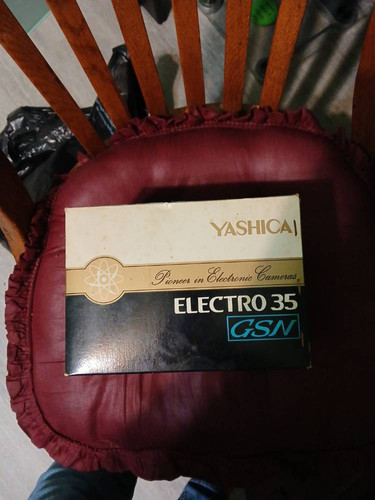 YASHICA
Pioneer in Electronic Cameras
ELECTRO 35
GSN